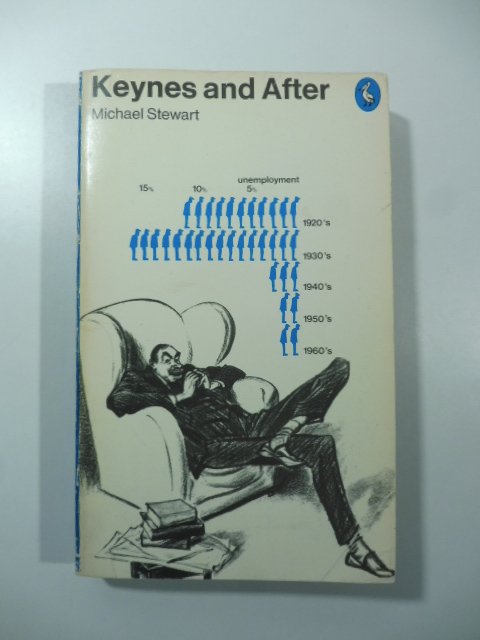 Keynes and After
Michael Stewart
unemployment
15% 10% 5%
1920's
1930's
1940's
1950's
1960's